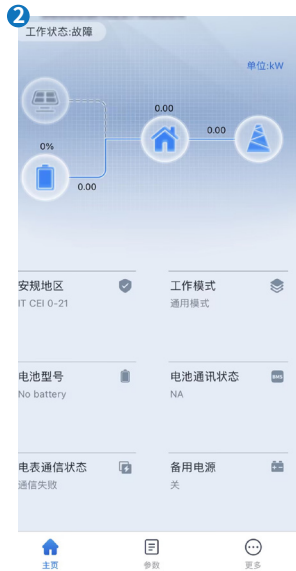 2
工作状态:故障
单位:kW
0.00
0.00
0%
0.00
安规地区
IT CEI 0-21
工作模式
通用模式
电池型号
No battery
电池通讯状态
BMS
NA
电表通信状态
通信失败
备用电源
关
主页
参数
更多